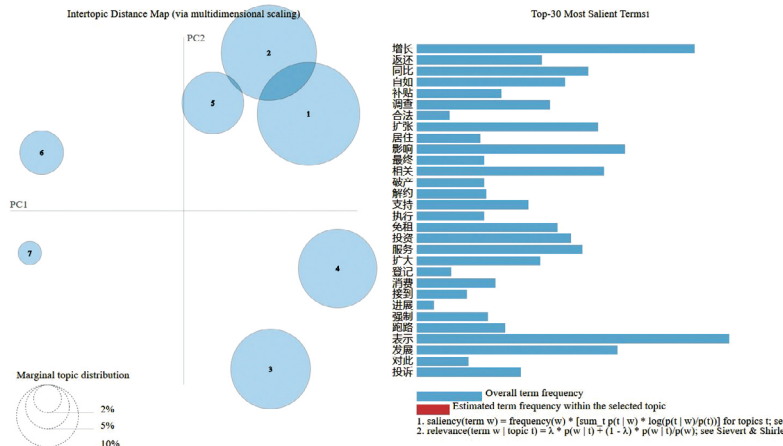 Intertopic Distance Map (via multidimensional scaling)
PC2
2
5
1
6
PC1
7
4
3
Marginal topic distribution
2%
5%
10%
Top-30 Most Salient Terms1
增长
返还
同比
自如
补贴
调查
合法
扩张
居住
影响
最终
相关
破产
解约
支持
执行
免租
投资
服务
扩大
登记
消费
接到
进展
强制
跑路
表示
发展
对此
投诉
Overall term frequency
Estimated term frequency within the selected topic
1. saliency(term w) = frequency(w) * [sum_t p(t | w) * log(p(t | w)/p(t))] for topics t; se
2. relevance(term w | topic t) = λ * p(w | t) + (1 - λ) * p(w | t)/p(w); see Sievert & Shirle